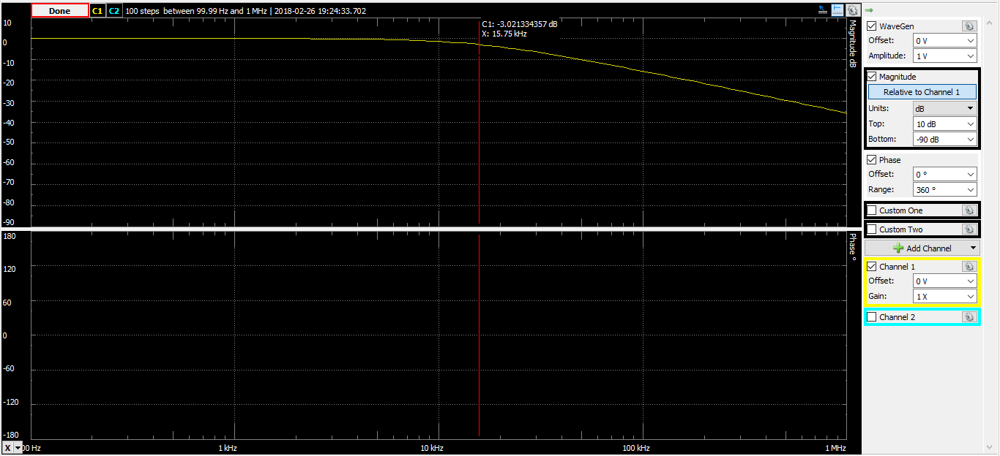 Done C1 C2 100 steps between 99.99 Hz and 1 MHz | 2018-02-26 19:24:33.702
C1: -3.021334357 dB
X: 15.75 kHz
Magnitude dB
10
0
-10
-20
-30
-40
-50
-60
-70
-80
-90
180
120
60
0
-60
-120
-180
Phase °
X 00 Hz 1 kHz 10 kHz 100 kHz 1 MHz
WaveGen
Offset: 0 V
Amplitude: 1 V
Magnitude
Relative to Channel 1
Units: dB
Top: 10 dB
Bottom: -90 dB
Phase
Offset: 0 °
Range: 360 °
Custom One
Custom Two
Add Channel
Channel 1
Offset: 0 V
Gain: 1 X
Channel 2